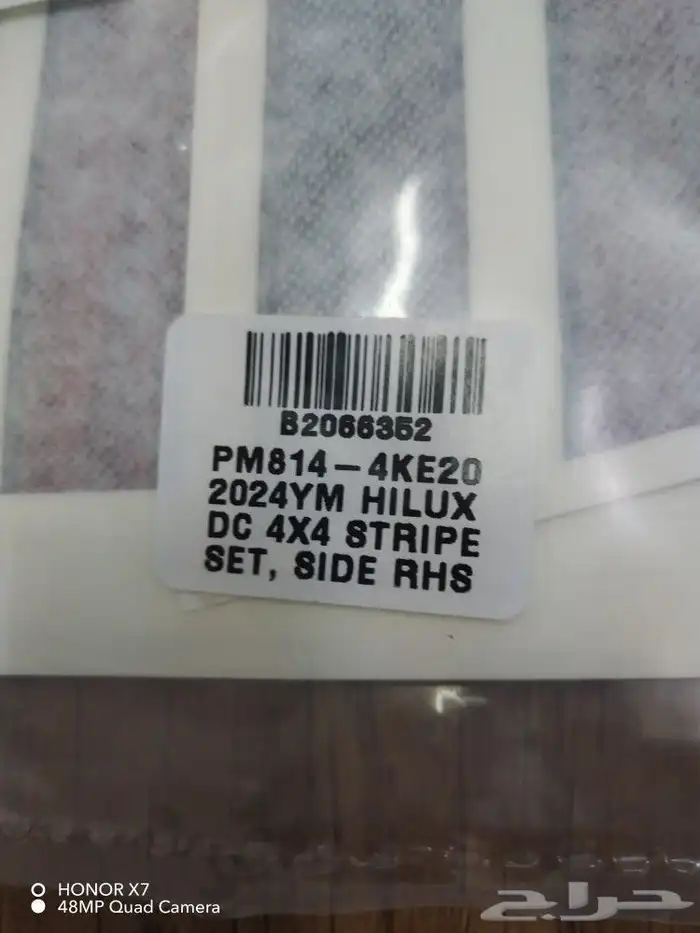 B2066352
PM814-4KE20
2024YM HILUX
DC 4X4 STRIPE
SET, SIDE RHS
HONOR X7
48MP Quad Camera
حراج